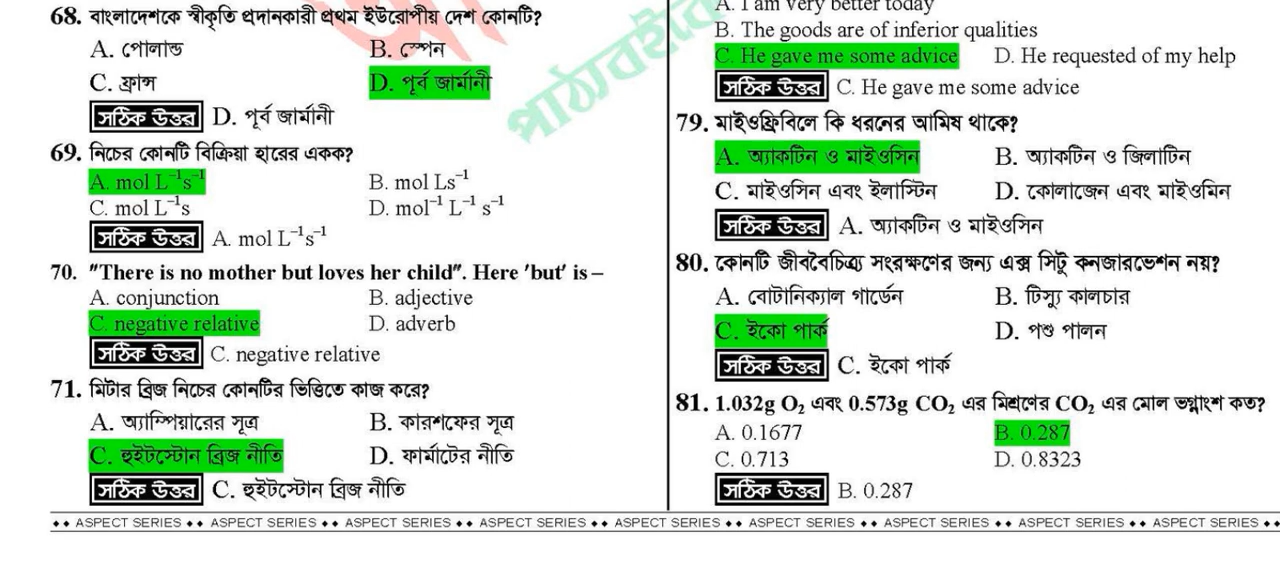 68. বাংলাদেশকে স্বীকৃতি প্রদানকারী প্রথম ইউরোপীয় দেশ কোনটি?
A. পোলান্ড B. স্পেন
C. ফ্রান্স D. পূর্ব জার্মানী
সঠিক উত্তর D. পূর্ব জার্মানী
69. নিচের কোনটি বিক্রিয়া হারের একক?
A. mol L⁻¹s⁻¹ B. mol Ls⁻¹
C. mol L⁻¹s D. mol⁻¹ L⁻¹ s⁻¹
সঠিক উত্তর A. mol L⁻¹s⁻¹
70. "There is no mother but loves her child". Here 'but' is –
A. conjunction B. adjective
C. negative relative D. adverb
সঠিক উত্তর C. negative relative
71. মিটার ব্রিজ নিচের কোনটির ভিত্তিতে কাজ করে?
A. অ্যাম্পিয়ারের সূত্র B. কারশফের সূত্র
C. হুইটস্টোন ব্রিজ নীতি D. ফার্মাটের নীতি
সঠিক উত্তর C. হুইটস্টোন ব্রিজ নীতি
A. I am very better today
B. The goods are of inferior qualities
C. He gave me some advice D. He requested of my help
সঠিক উত্তর C. He gave me some advice
79. মাইওফ্রিবিলে কি ধরনের আমিষ থাকে?
A. অ্যাকটিন ও মাইওসিন B. অ্যাকটিন ও জিলাটিন
C. মাইওসিন এবং ইলাস্টিন D. কোলাজেন এবং মাইওমিন
সঠিক উত্তর A. অ্যাকটিন ও মাইওসিন
80. কোনটি জীববৈচিত্র্য সংরক্ষণের জন্য এক্স সিটু কনজারভেশন নয়?
A. বোটানিক্যাল গার্ডেন B. টিস্যু কালচার
C. ইকো পার্ক D. পশু পালন
সঠিক উত্তর C. ইকো পার্ক
81. 1.032g O₂ এবং 0.573g CO₂ এর মিশ্রণের CO₂ এর মোল ভগ্নাংশ কত?
A. 0.1677 B. 0.287
C. 0.713 D. 0.8323
সঠিক উত্তর B. 0.287
♦♦ ASPECT SERIES ♦♦ ASPECT SERIES ♦♦ ASPECT SERIES ♦♦ ASPECT SERIES ♦♦ ASPECT SERIES ♦♦ ASPECT SERIES ♦♦ ASPECT SERIES ♦♦ ASPECT SERIES ♦♦ ASPECT SERIES ♦♦